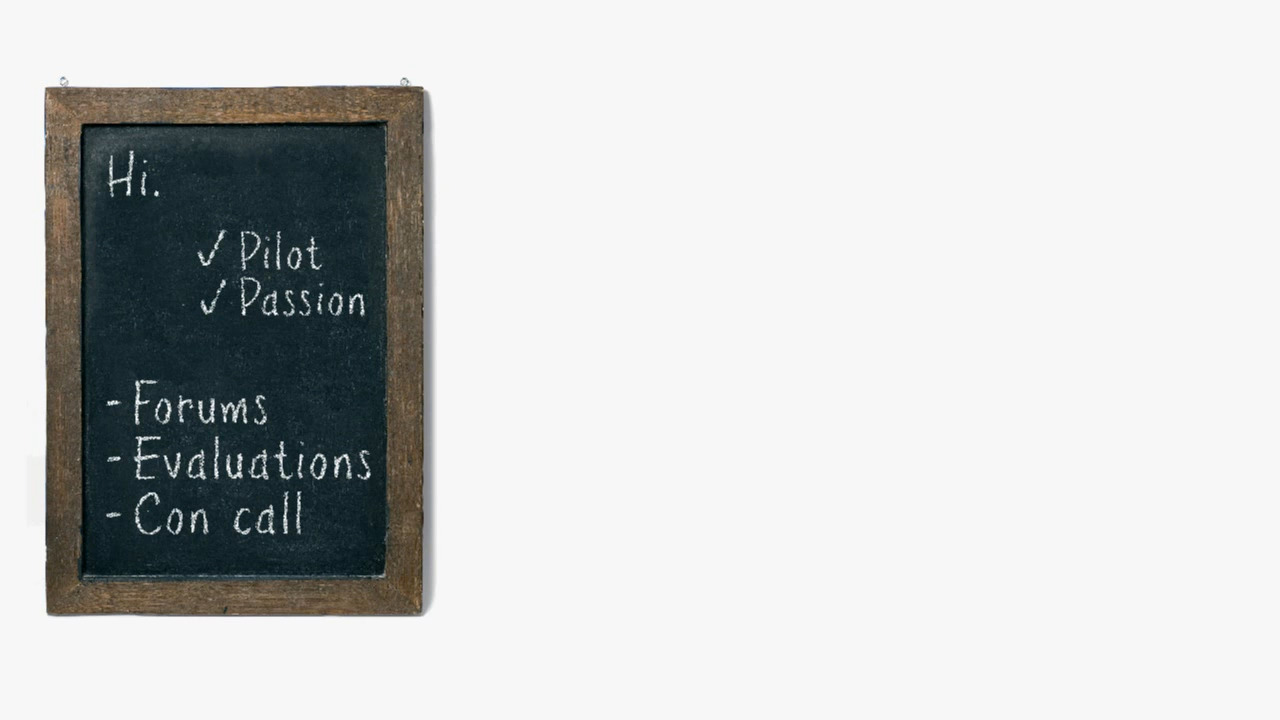 Hi.
✓ Pilot
✓ Passion
- Forums
- Evaluations
- Con call